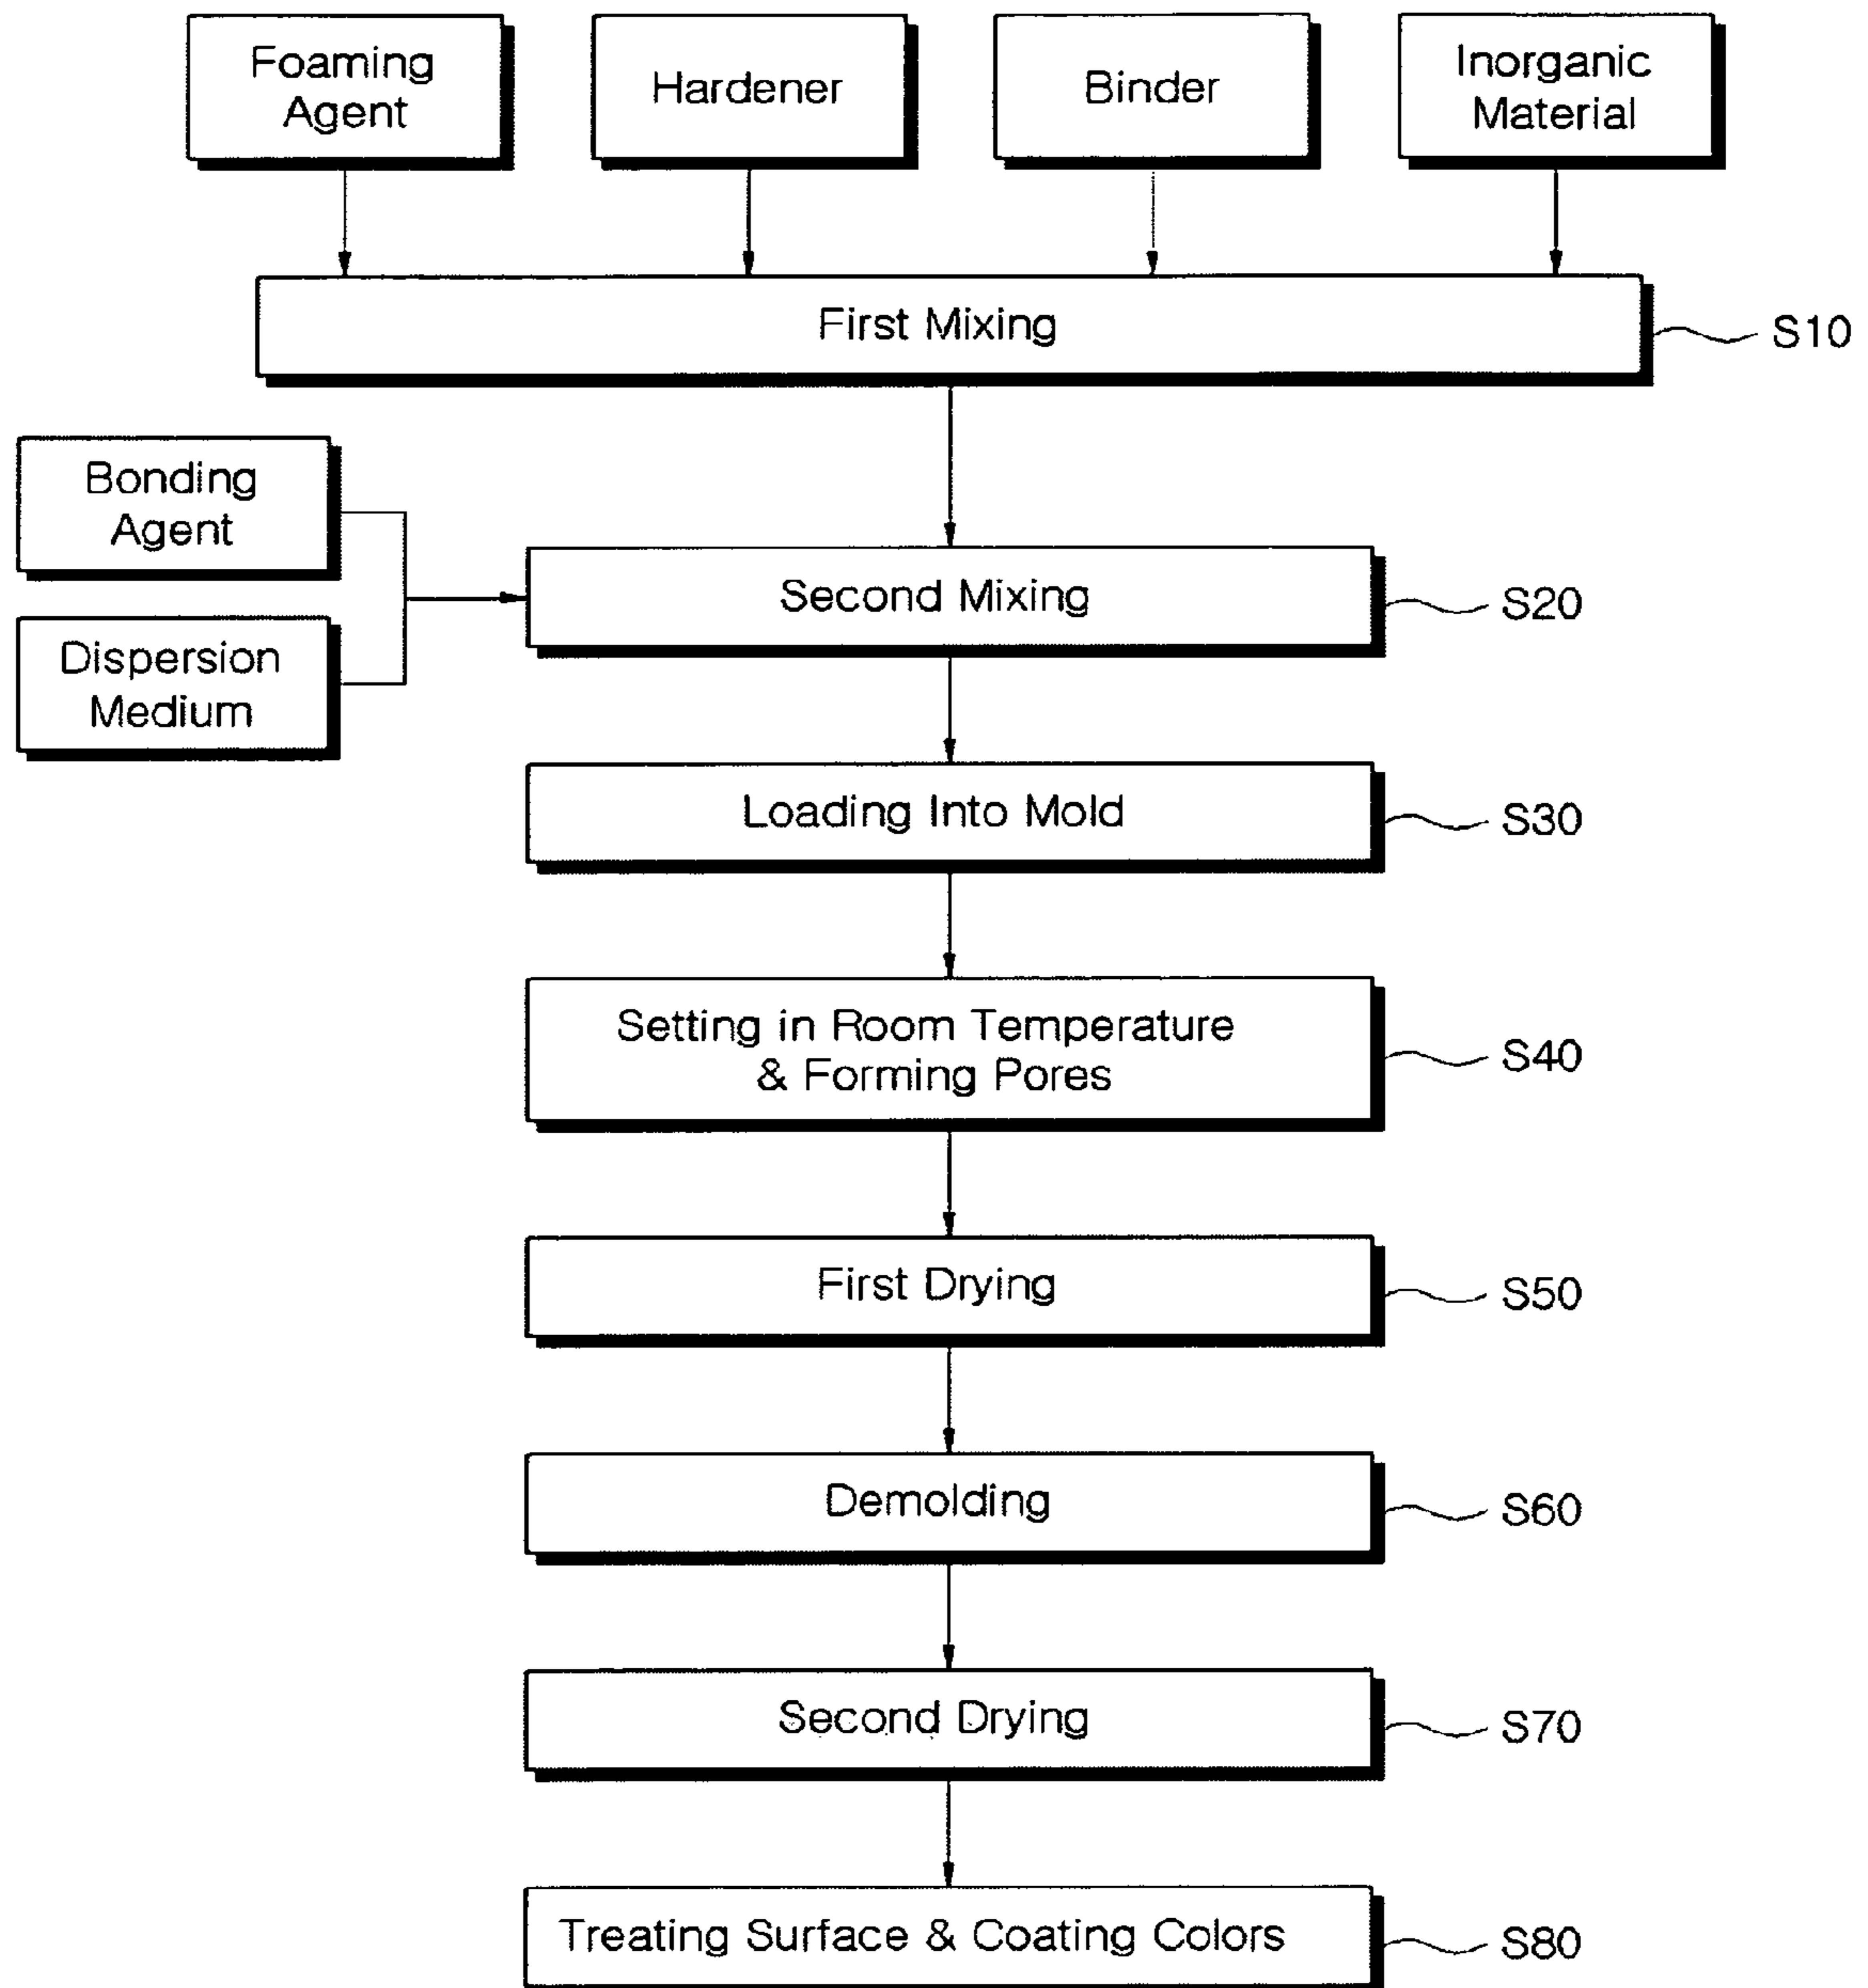 Foaming
Agent
Hardener
Binder
Inorganic
Material
First Mixing
S10
Bonding
Agent
Dispersion
Medium
Second Mixing
S20
Loading Into Mold
S30
Setting in Room Temperature
& Forming Pores
S40
First Drying
S50
Demolding
S60
Second Drying
S70
Treating Surface & Coating Colors
S80